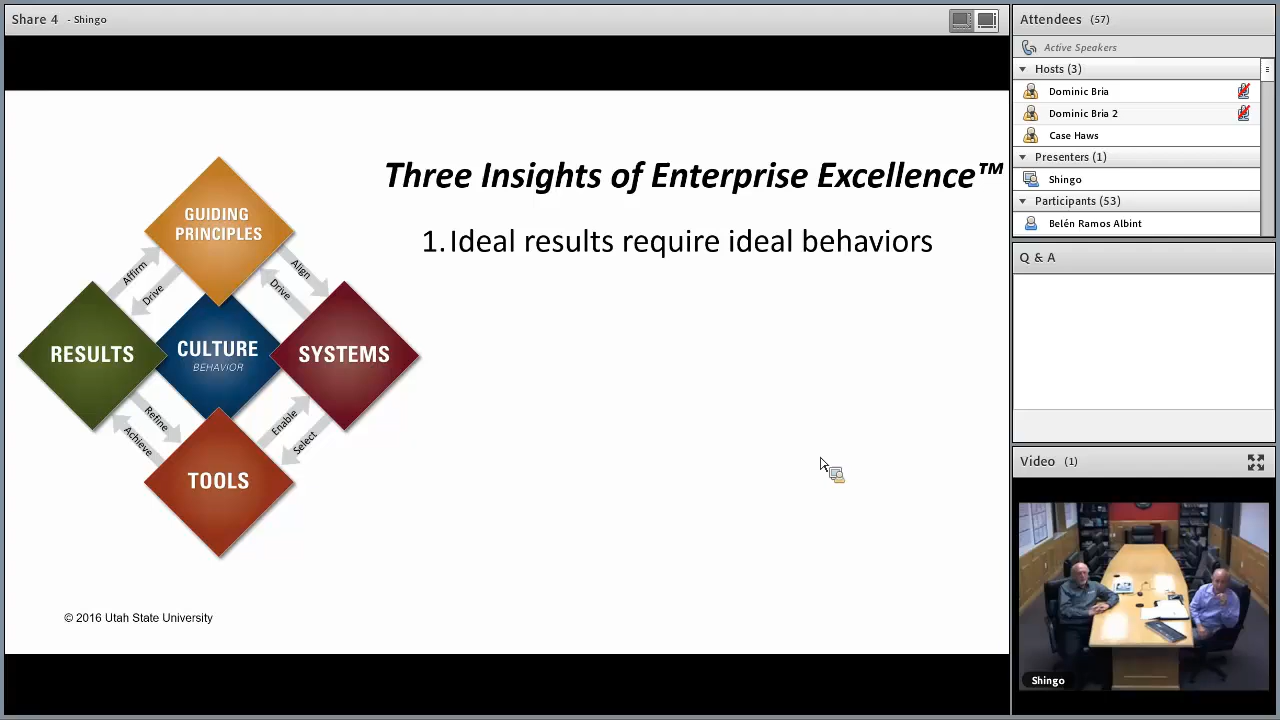 Share 4 - Shingo
Three Insights of Enterprise Excellence™
1. Ideal results require ideal behaviors
GUIDING
PRINCIPLES
Affirm
Drive
Align
Drive
RESULTS
CULTURE
BEHAVIOR
SYSTEMS
Refine
Achieve
Enable
Select
TOOLS
© 2016 Utah State University
Attendees (57)
Active Speakers
Hosts (3)
Dominic Bria
Dominic Bria 2
Case Haws
Presenters (1)
Shingo
Participants (53)
Belén Ramos Albint
Q & A
Video (1)
Shingo